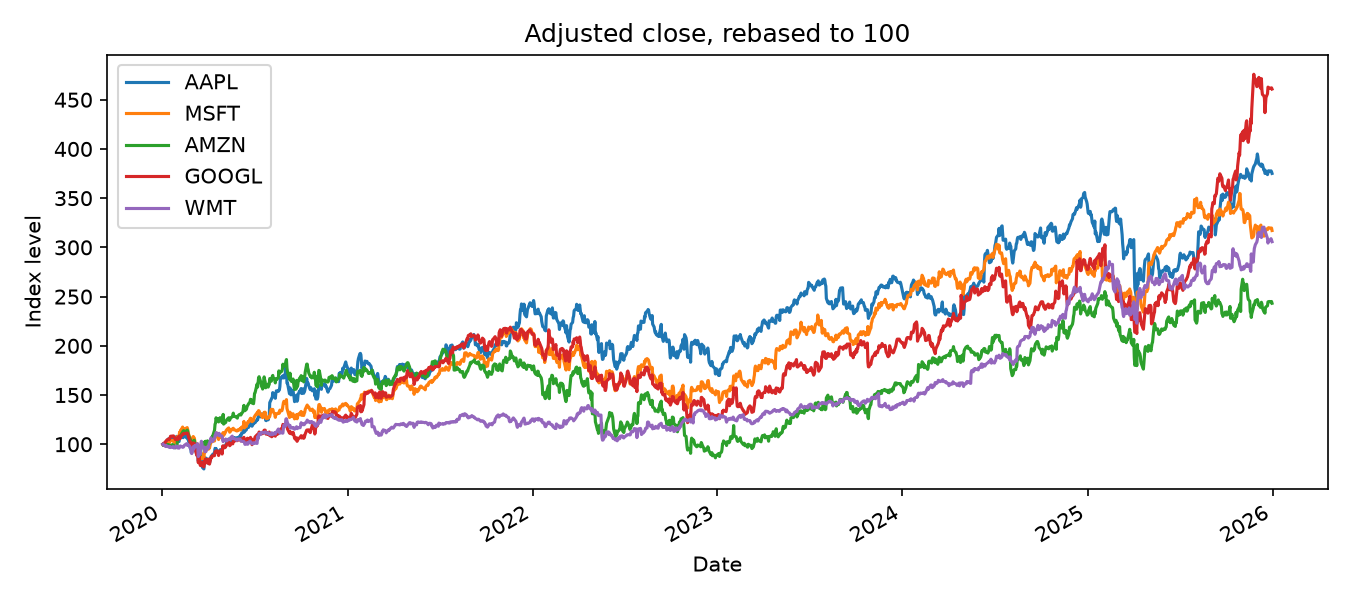 Adjusted close, rebased to 100
AAPL
MSFT
AMZN
GOOGL
WMT
Index level
450
400
350
300
250
200
150
100
2020
2021
2022
2023
2024
2025
2026
Date